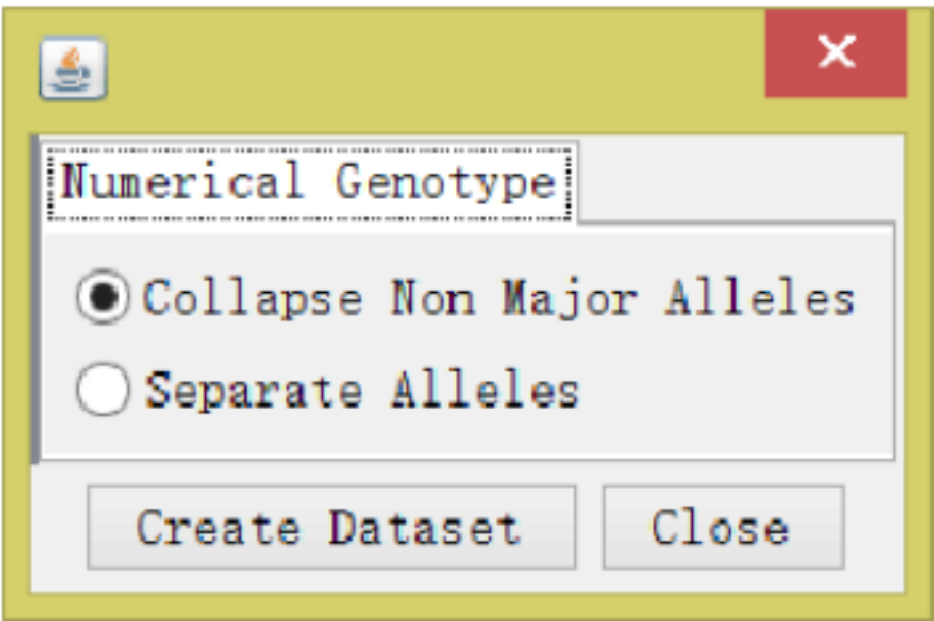 Numerical Genotype
Collapse Non Major Alleles
Separate Alleles
Create Dataset
Close